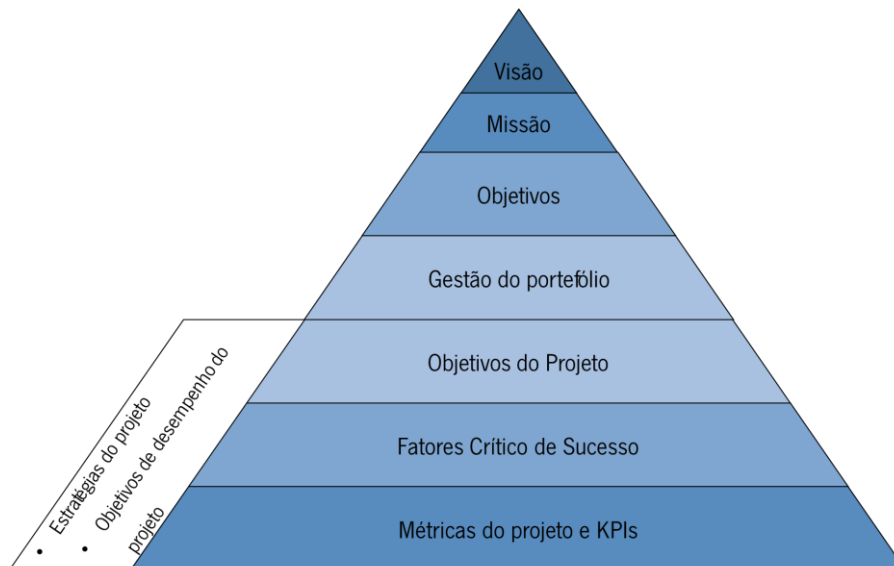 Visão
Missão
Objetivos
Gestão do portefólio
Objetivos do Projeto
Fatores Crítico de Sucesso
Métricas do projeto e KPIs
• Estratégias do projeto
• Objetivos de desempenho do
projeto